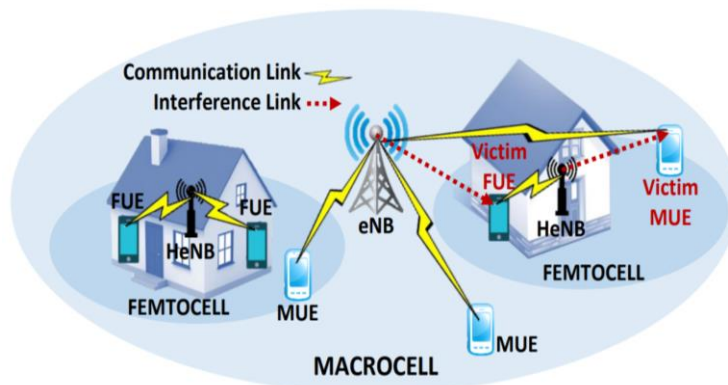 Communication Link
Interference Link
FUE
FUE
HeNB
FEMTOCELL
MUE
eNB
Victim
FUE
HeNB
Victim
MUE
FEMTOCELL
MUE
MACROCELL